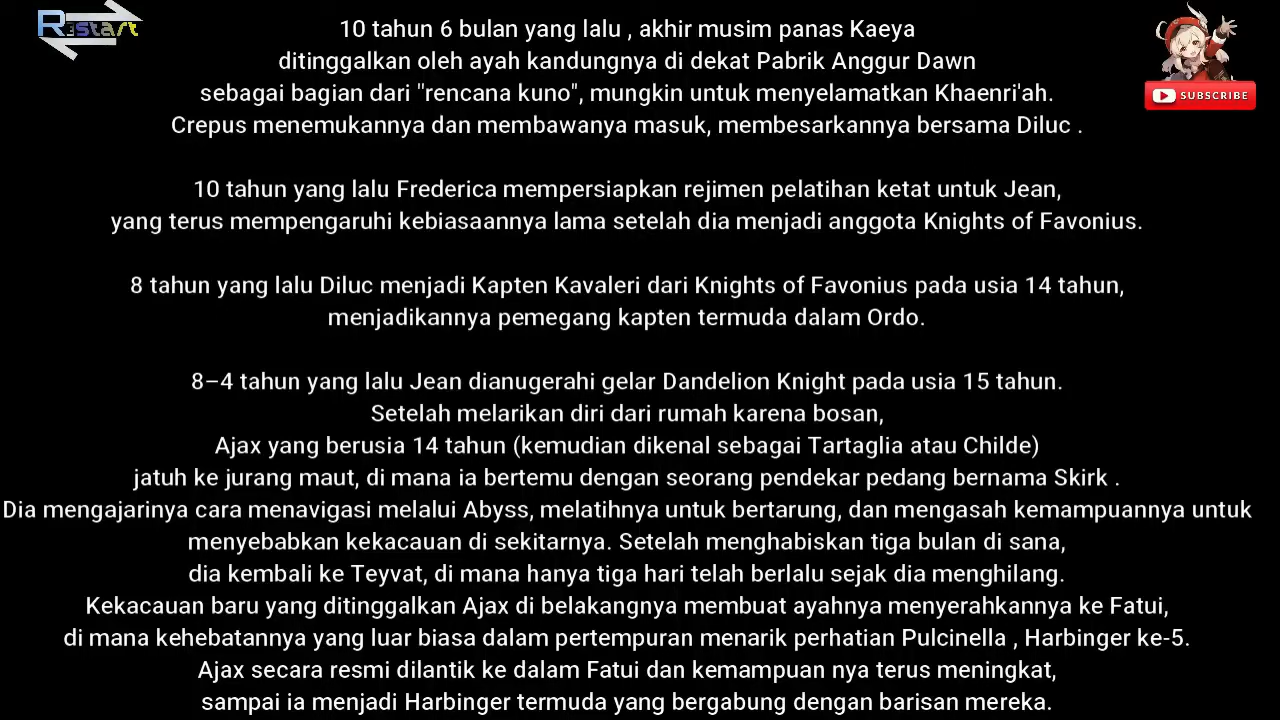 Restart
10 tahun 6 bulan yang lalu , akhir musim panas Kaeya
ditinggalkan oleh ayah kandungnya di dekat Pabrik Anggur Dawn
sebagai bagian dari "rencana kuno", mungkin untuk menyelamatkan Khaenri'ah.
SUBSCRIBE
Crepus menemukannya dan membawanya masuk, membesarkannya bersama Diluc .
10 tahun yang lalu Frederica mempersiapkan rejimen pelatihan ketat untuk Jean,
yang terus mempengaruhi kebiasaannya lama setelah dia menjadi anggota Knights of Favonius.
8 tahun yang lalu Diluc menjadi Kapten Kavaleri dari Knights of Favonius pada usia 14 tahun,
menjadikannya pemegang kapten termuda dalam Ordo.
8–4 tahun yang lalu Jean dianugerahi gelar Dandelion Knight pada usia 15 tahun.
Setelah melarikan diri dari rumah karena bosan,
Ajax yang berusia 14 tahun (kemudian dikenal sebagai Tartaglia atau Childe)
jatuh ke jurang maut, di mana ia bertemu dengan seorang pendekar pedang bernama Skirk .
Dia mengajarinya cara menavigasi melalui Abyss, melatihnya untuk bertarung, dan mengasah kemampuannya untuk
menyebabkan kekacauan di sekitarnya. Setelah menghabiskan tiga bulan di sana,
dia kembali ke Teyvat, di mana hanya tiga hari telah berlalu sejak dia menghilang.
Kekacauan baru yang ditinggalkan Ajax di belakangnya membuat ayahnya menyerahkannya ke Fatui,
di mana kehebatannya yang luar biasa dalam pertempuran menarik perhatian Pulcinella , Harbinger ke-5.
Ajax secara resmi dilantik ke dalam Fatui dan kemampuan nya terus meningkat,
sampai ia menjadi Harbinger termuda yang bergabung dengan barisan mereka.